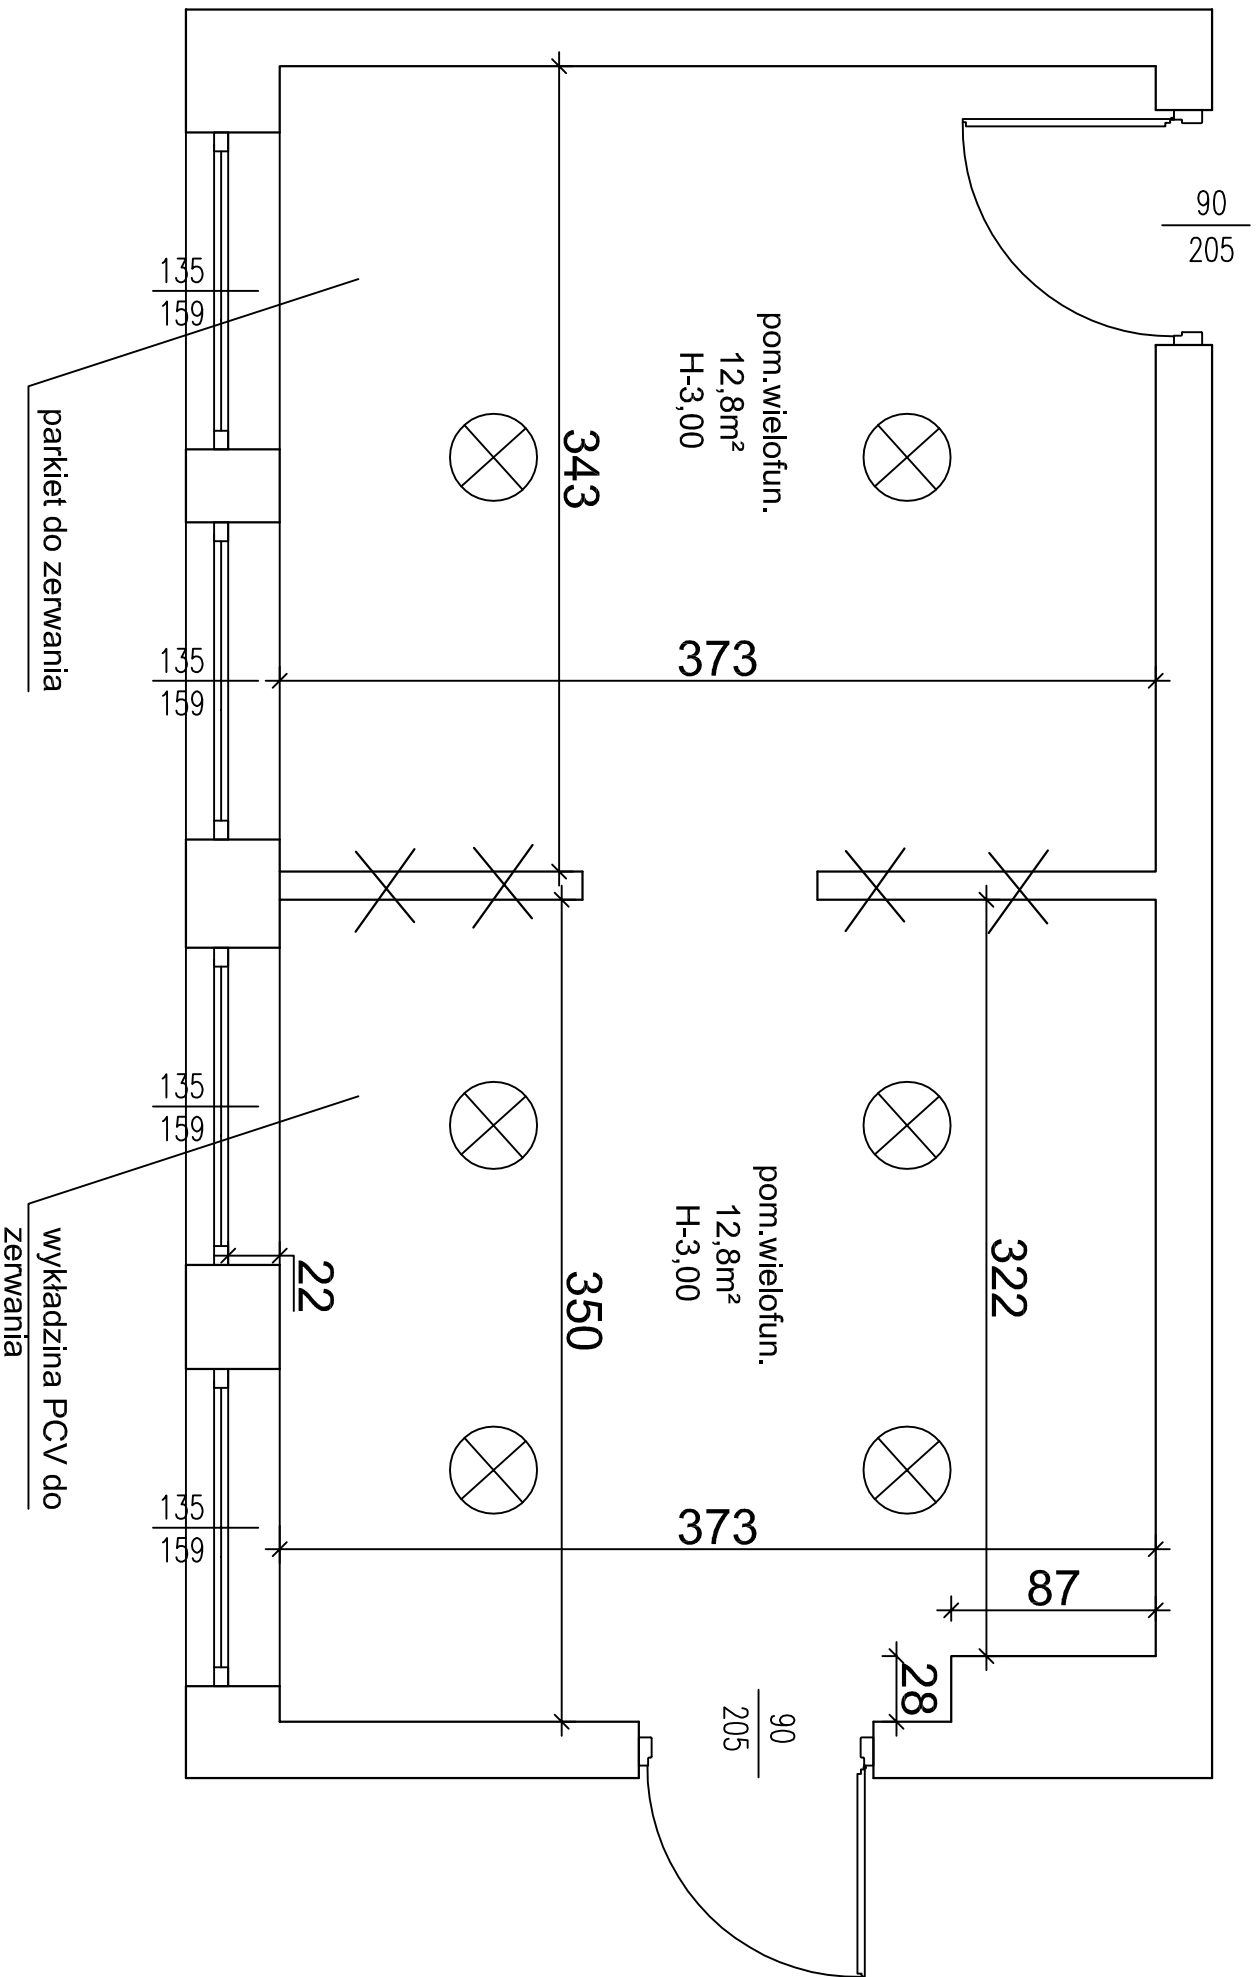 90
205
135
159
pom.wielofun.
12,8m²
H-3,00
343
parkiet do zerwania
373
135
159
135
159
pom.wielofun.
12,8m²
H-3,00
322
350
22
wykładzina PCV do
zerwania
135
159
373
87
28
90
205